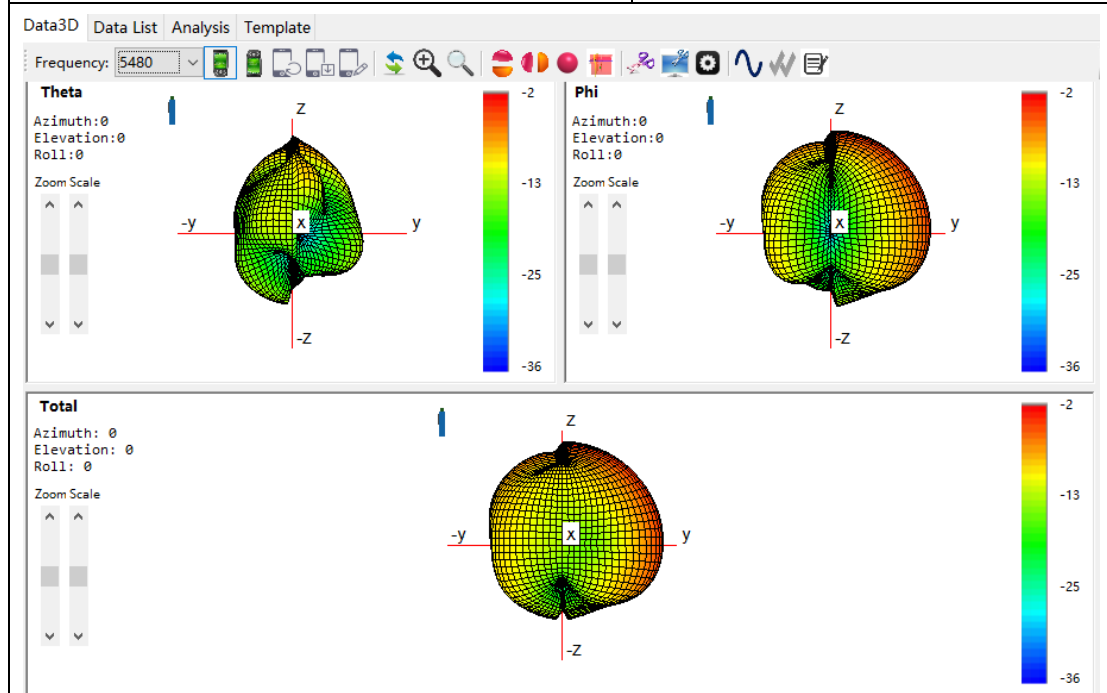 Data3D Data List Analysis Template
Frequency: 5480
Theta
Azimuth:0
Elevation:0
Roll:0
Zoom Scale
Z
-y
x
y
-Z
-2
-13
-25
-36
Phi
Azimuth:0
Elevation:0
Roll:0
Zoom Scale
Z
-y
x
y
-Z
-2
-13
-25
-36
Total
Azimuth: 0
Elevation: 0
Roll: 0
Zoom Scale
Z
-y
x
y
-Z
-2
-13
-25
-36